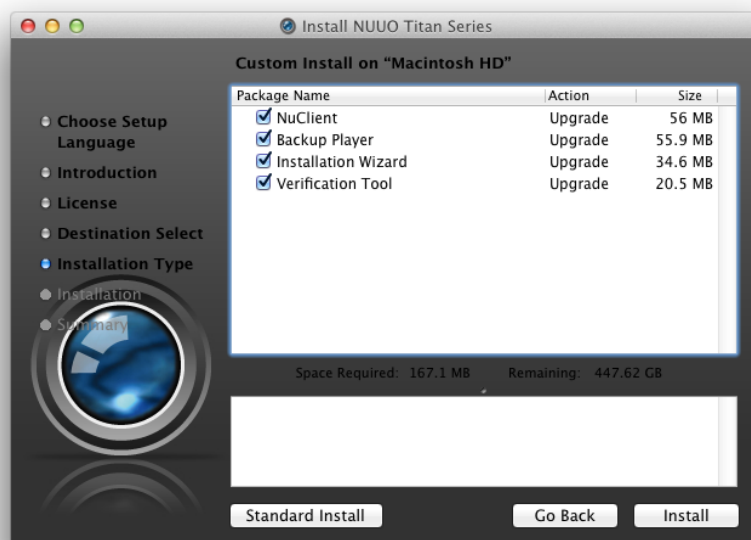 Install NUUO Titan Series
Custom Install on “Macintosh HD”
Choose Setup
Language
Introduction
License
Destination Select
Installation Type
Installation
Summary
Package Name Action Size
NuClient Upgrade 56 MB
Backup Player Upgrade 55.9 MB
Installation Wizard Upgrade 34.6 MB
Verification Tool Upgrade 20.5 MB
Space Required: 167.1 MB Remaining: 447.62 GB
Standard Install Go Back Install